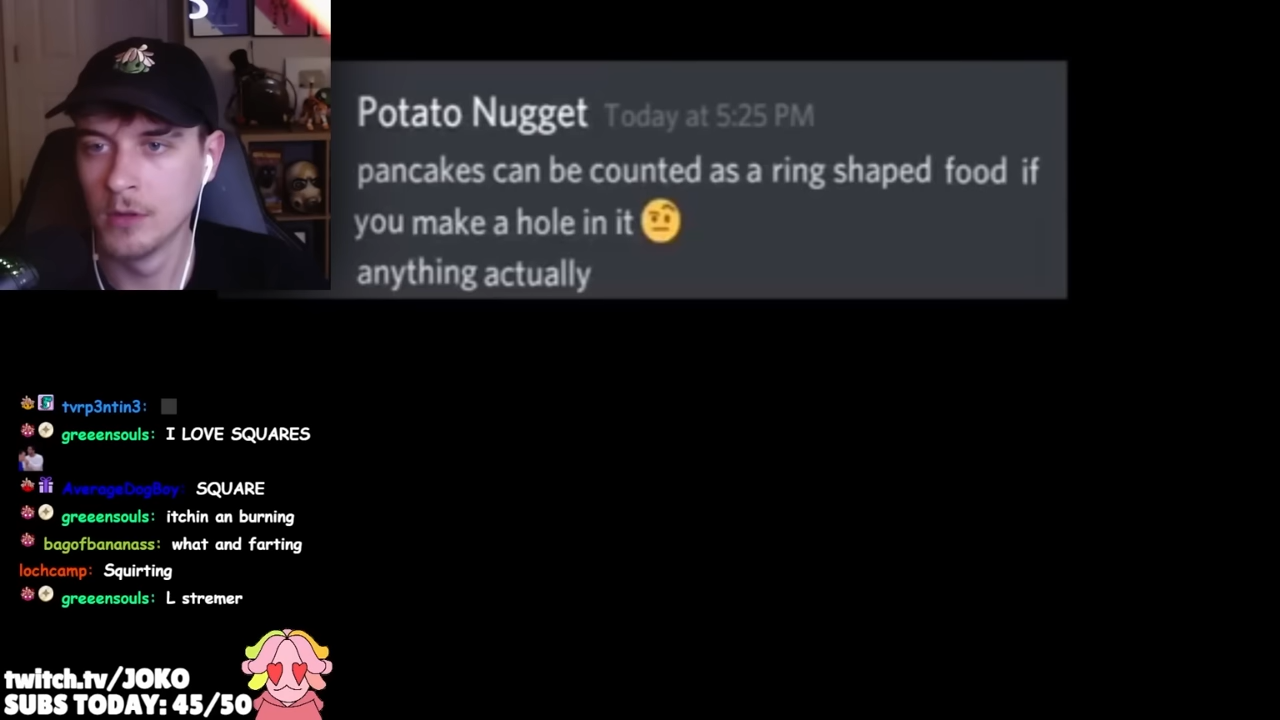 S
Potato Nugget Today at 5:25 PM
pancakes can be counted as a ring shaped food if
you make a hole in it 🤨
anything actually
tvrp3ntin3:
greeensouls: I LOVE SQUARES
AverageDogBoy: SQUARE
greeensouls: itchin an burning
bagofbananass: what and farting
lochcamp: Squirting
greeensouls: L stremer
twitch.tv/JOKO
SUBS TODAY: 45/50